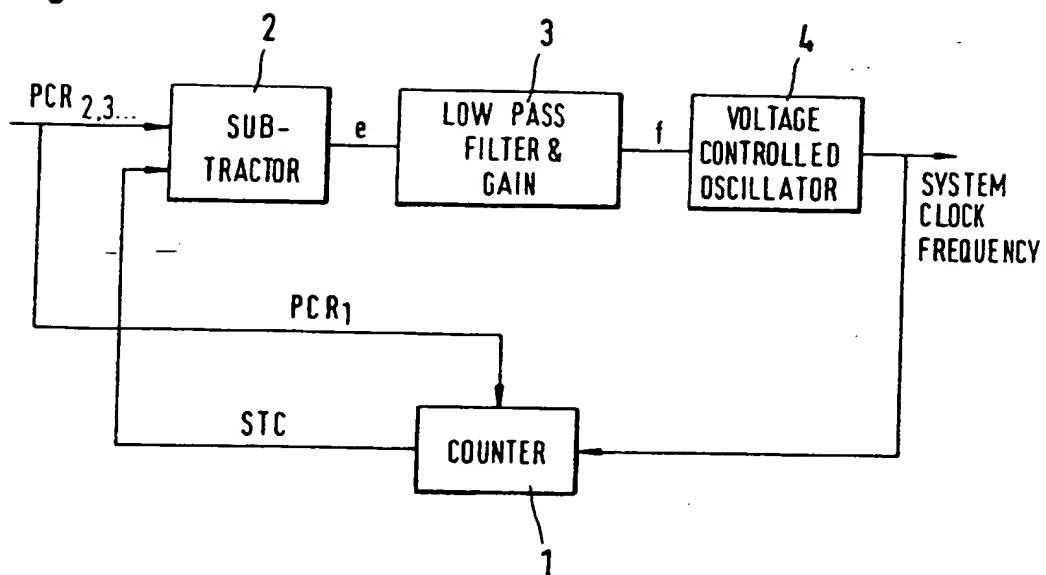 2
3
4
PCR 2,3...
SUB-
TRACTOR
e
LOW PASS
FILTER &
GAIN
f
VOLTAGE
CONTROLLED
OSCILLATOR
SYSTEM
CLOCK
FREQUENCY
PCR1
STC
COUNTER
1